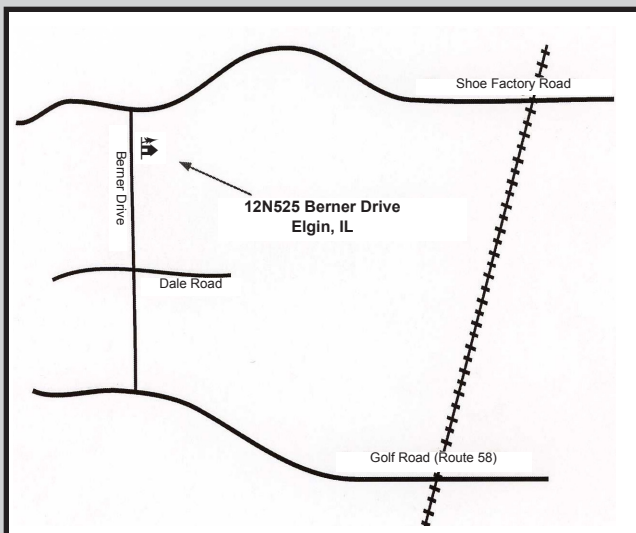 Shoe Factory Road
Berner Drive
12N525 Berner Drive
Elgin, IL
Dale Road
Golf Road (Route 58)